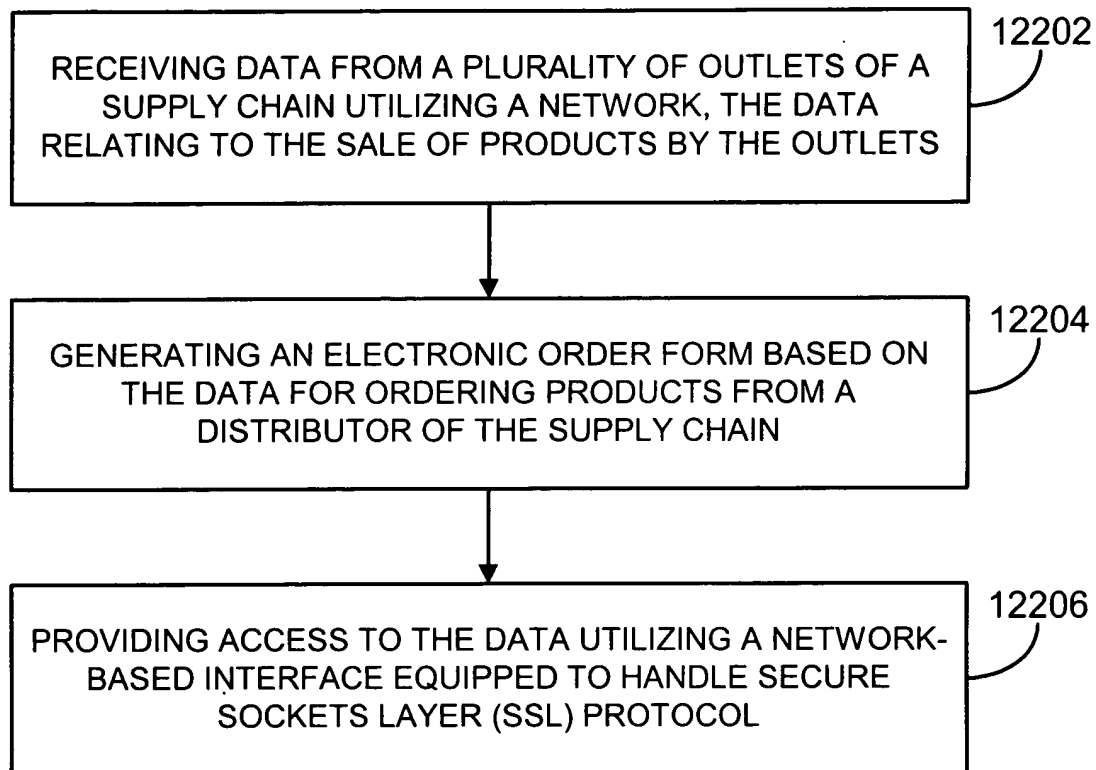 12202
RECEIVING DATA FROM A PLURALITY OF OUTLETS OF A
SUPPLY CHAIN UTILIZING A NETWORK, THE DATA
RELATING TO THE SALE OF PRODUCTS BY THE OUTLETS
12204
GENERATING AN ELECTRONIC ORDER FORM BASED ON
THE DATA FOR ORDERING PRODUCTS FROM A
DISTRIBUTOR OF THE SUPPLY CHAIN
12206
PROVIDING ACCESS TO THE DATA UTILIZING A NETWORK-
BASED INTERFACE EQUIPPED TO HANDLE SECURE
SOCKETS LAYER (SSL) PROTOCOL